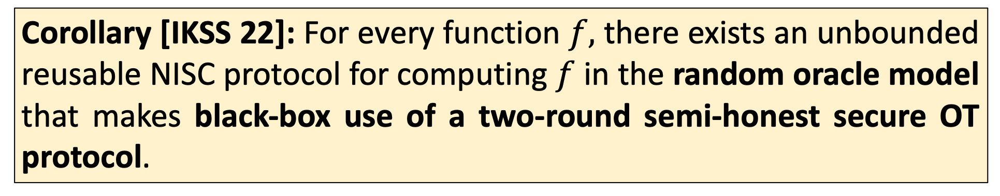 Corollary [IKSS 22]: For every function f, there exists an unbounded
reusable NISC protocol for computing f in the random oracle model
that makes black-box use of a two-round semi-honest secure OT
protocol.